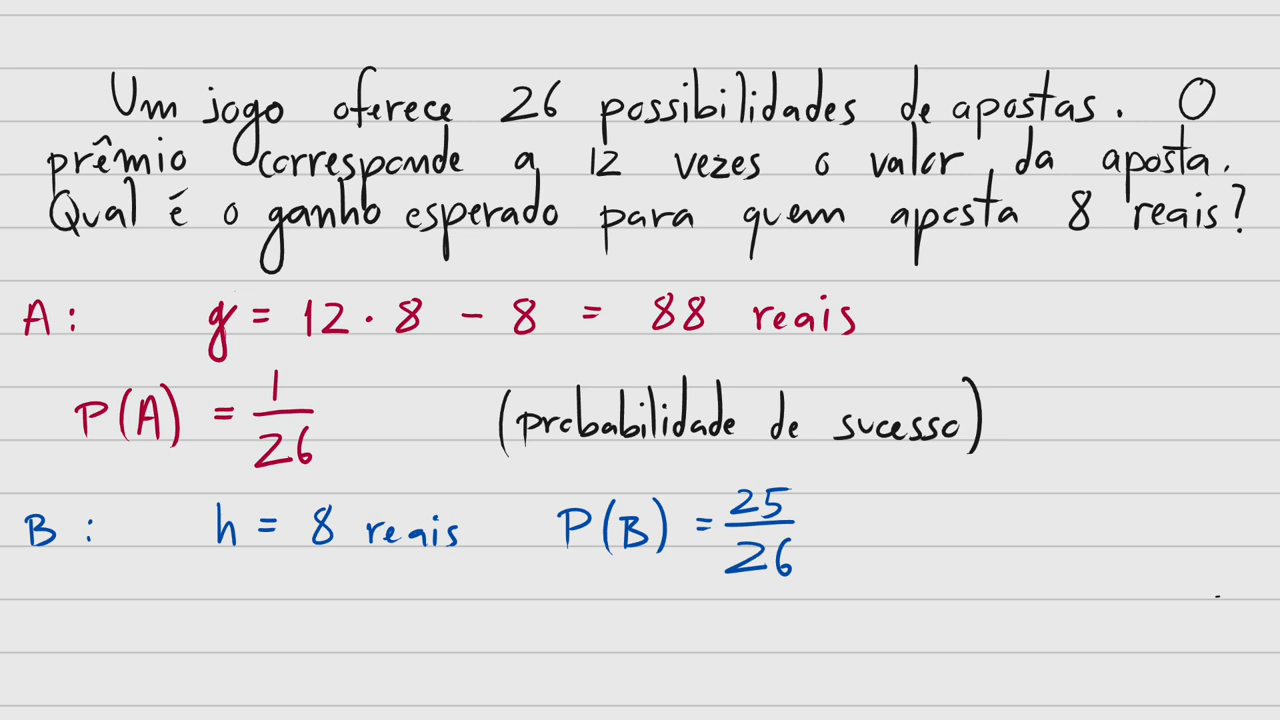 Um jogo oferece 26 possibilidades de apostas. O
prêmio corresponde a 12 vezes o valor da aposta.
Qual é o ganho esperado para quem aposta 8 reais?
A: g = 12 · 8 - 8 = 88 reais
P(A) = 1/26 (probabilidade de sucesso)
B: h = 8 reais P(B) = 25/26